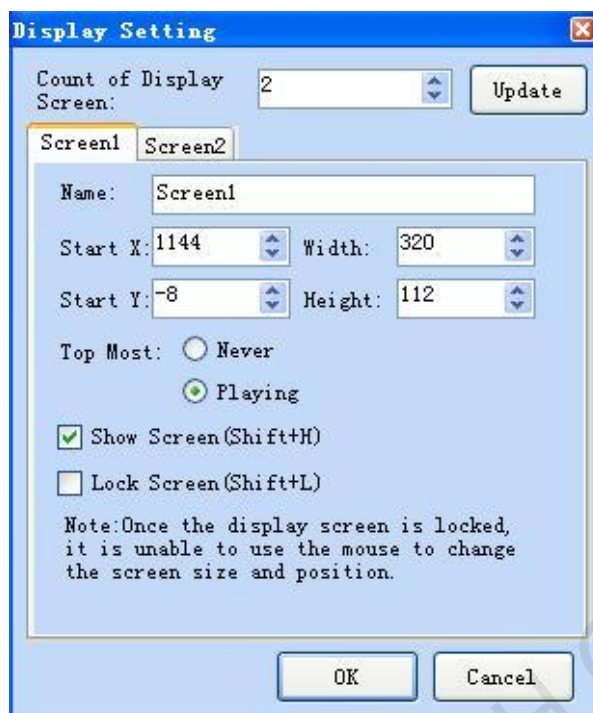 Display Setting
Count of Display
Screen:
2
Update
Screen1 Screen2
Name: Screen1
Start X: 1144 Width: 320
Start Y: -8 Height: 112
Top Most: Never
Playing
Show Screen(Shift+H)
Lock Screen(Shift+L)
Note:Once the display screen is locked,
it is unable to use the mouse to change
the screen size and position.
OK Cancel